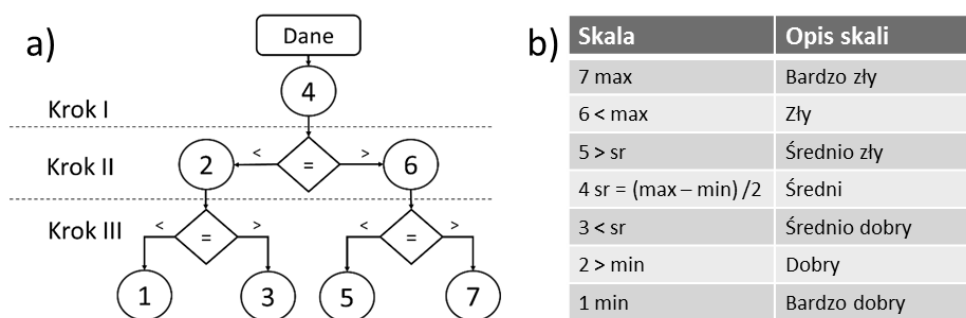 a)
Dane
4
Krok I
Krok II
2
<
=
>
6
Krok III
<
=
>
<
=
>
1
3
5
7
b)
Skala Opis skali
7 max Bardzo zły
6 < max Zły
5 > sr Średnio zły
4 sr = (max – min) /2 Średni
3 < sr Średnio dobry
2 > min Dobry
1 min Bardzo dobry